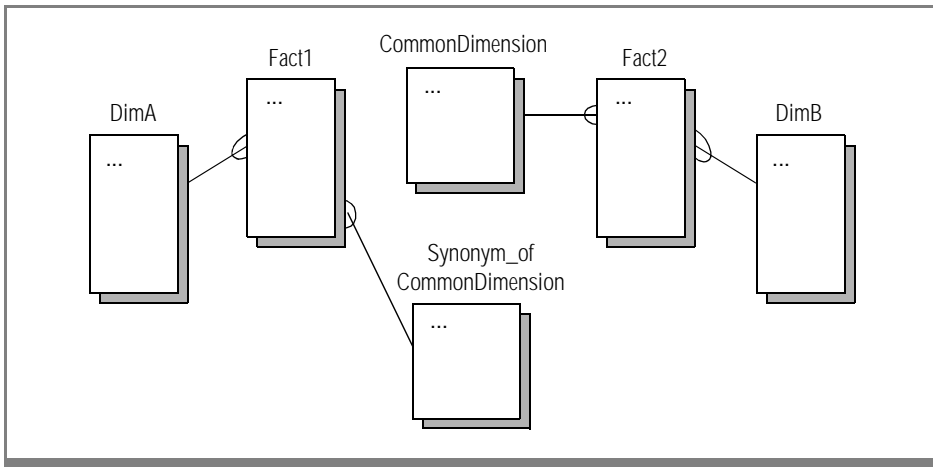 CommonDimension
Fact1
Fact2
...
...
...
DimA
DimB
...
...
Synonym_of
CommonDimension
...